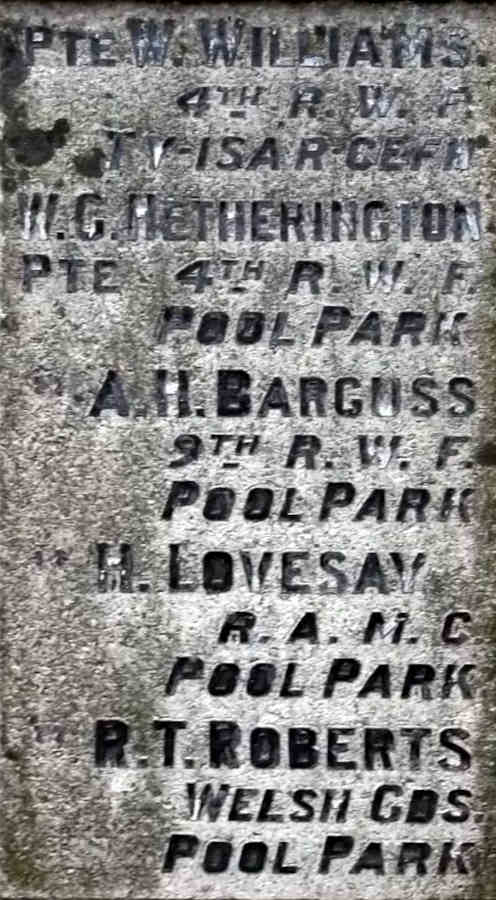 PTE W. WILLIAMS.
4TH R. W. F.
TY-ISAR-CEFN
W. G. HETHERINGTON
PTE 4TH R. W. F.
POOL PARK
" A. H. BARGUSS
9TH R. W. F.
POOL PARK
" H. LOVESAY
R. A. M. C
POOL PARK
" R. T. ROBERTS
WELSH GDS.
POOL PARK